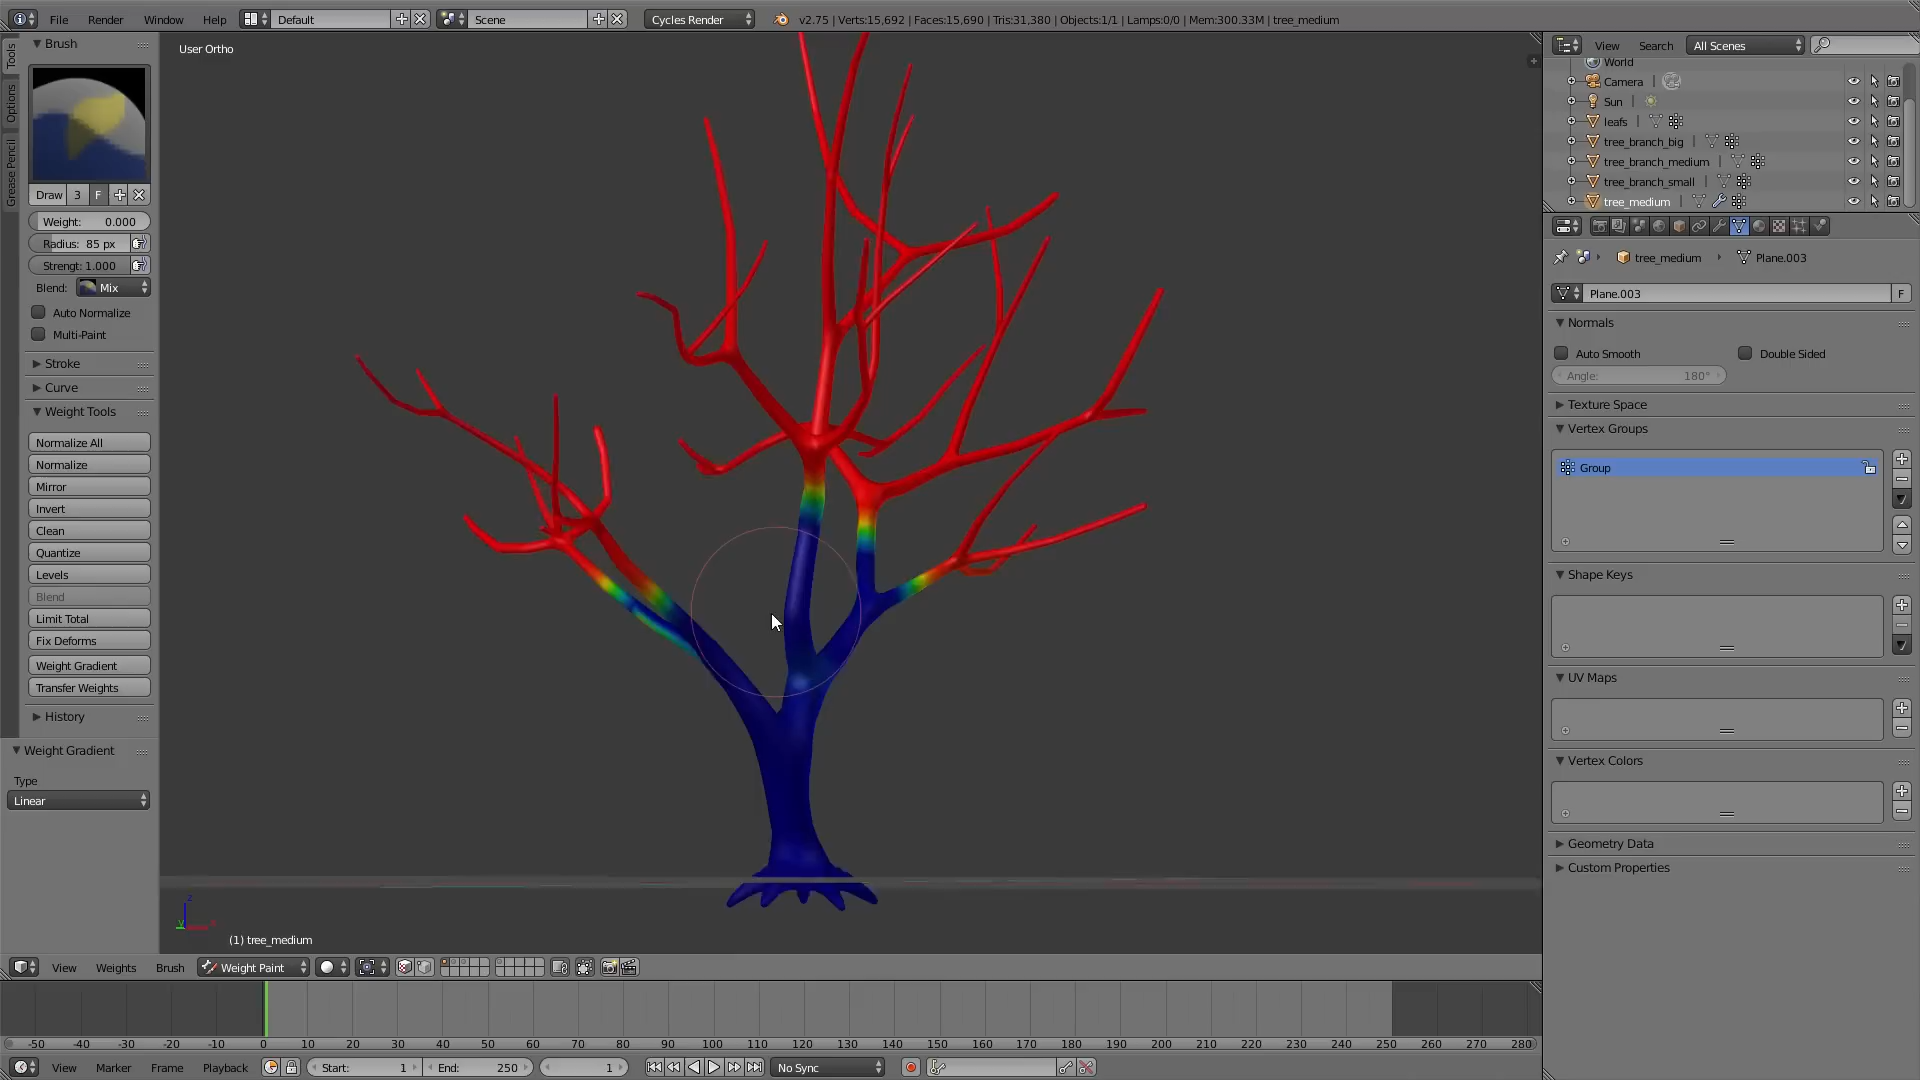 File Render Window Help Default Scene Cycles Render v2.75 | Verts:15,692 | Faces:15,690 | Tris:31,380 | Objects:1/1 | Lamps:0/0 | Mem:300.33M | tree_medium
Tools
Options
Grease Pencil
Brush
Draw 3 F
Weight: 0.000
Radius: 85 px
Strengt: 1.000
Blend: Mix
Auto Normalize
Multi-Paint
Stroke
Curve
Weight Tools
Normalize All
Normalize
Mirror
Invert
Clean
Quantize
Levels
Blend
Limit Total
Fix Deforms
Weight Gradient
Transfer Weights
History
Weight Gradient
Type
Linear
User Ortho
(1) tree_medium
View Weights Brush Weight Paint
-50 -40 -30 -20 -10 0 10 20 30 40 50 60 70 80 90 100 110 120 130 140 150 160 170 180 190 200 210 220 230 240 250 260 270 280
View Marker Frame Playback Start: 1 End: 250 1 No Sync
View Search All Scenes
World
Camera
Sun
leafs
tree_branch_big
tree_branch_medium
tree_branch_small
tree_medium
tree_medium Plane.003
Plane.003 F
Normals
Auto Smooth Double Sided
Angle: 180°
Texture Space
Vertex Groups
Group
Shape Keys
UV Maps
Vertex Colors
Geometry Data
Custom Properties